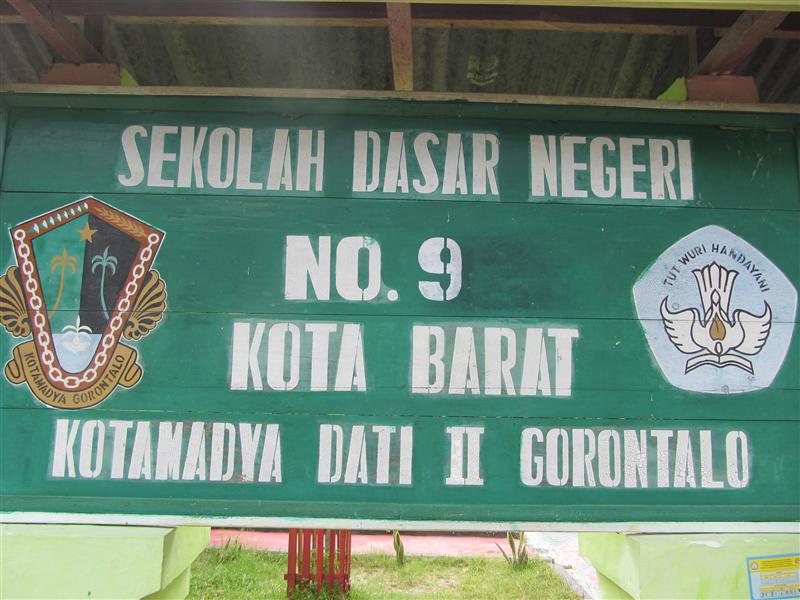 SEKOLAH DASAR NEGERI
NO. 9
KOTA BARAT
KOTAMADYA DATI II GORONTALO
KOTAMADYA GORONTALO
TUT WURI HANDAYANI